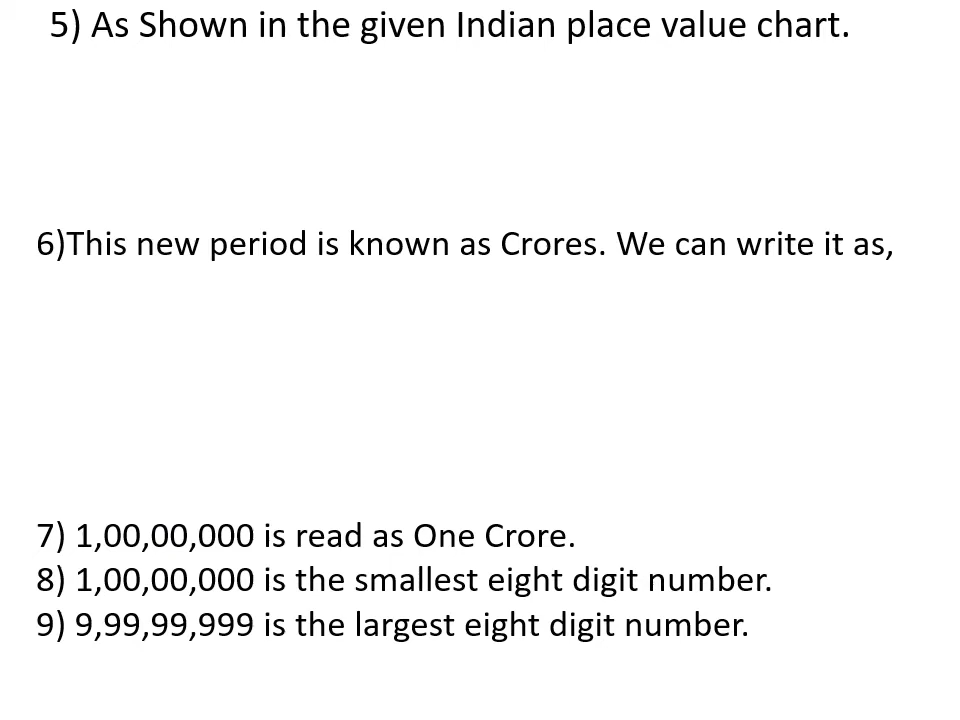 5) As Shown in the given Indian place value chart.
6)This new period is known as Crores. We can write it as,
7) 1,00,00,000 is read as One Crore.
8) 1,00,00,000 is the smallest eight digit number.
9) 9,99,99,999 is the largest eight digit number.